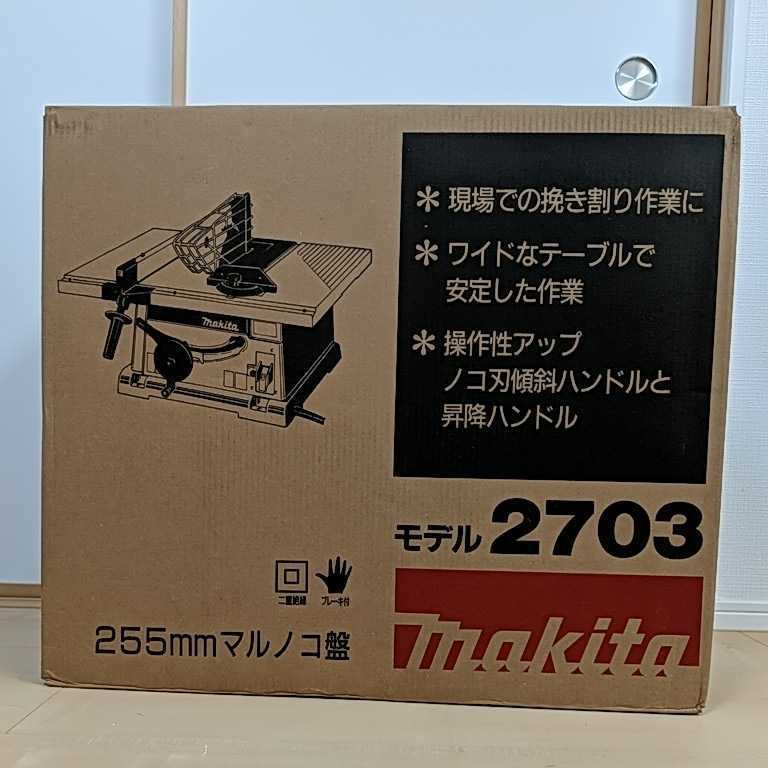 ＊ 現場での挽き割り作業に
＊ ワイドなテーブルで
安定した作業
＊ 操作性アップ
ノコ刃傾斜ハンドルと
昇降ハンドル
makita
モデル 2703
二重絶縁
ブレーキ付
255mmマルノコ盤
makita